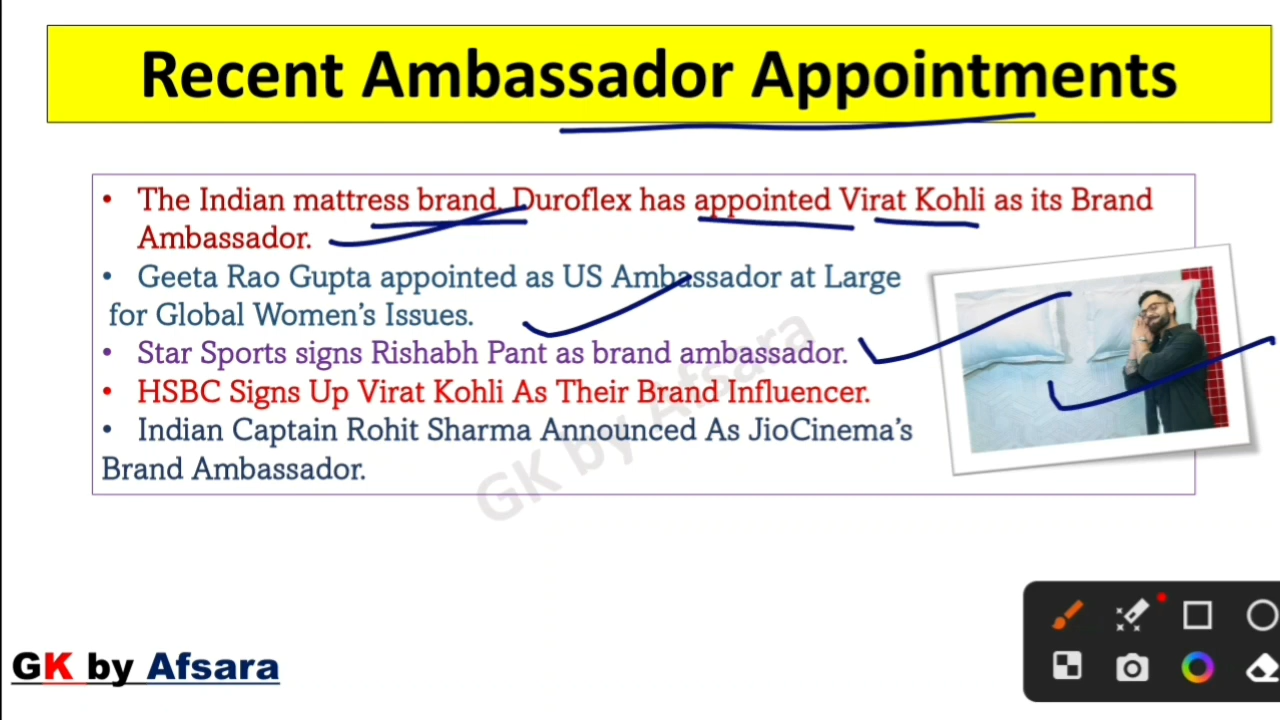 Recent Ambassador Appointments
• The Indian mattress brand, Duroflex has appointed Virat Kohli as its Brand
Ambassador.
• Geeta Rao Gupta appointed as US Ambassador at Large
for Global Women's Issues.
• Star Sports signs Rishabh Pant as brand ambassador.
• HSBC Signs Up Virat Kohli As Their Brand Influencer.
• Indian Captain Rohit Sharma Announced As JioCinema's
Brand Ambassador.
GK by Afsara
GK by Afsara